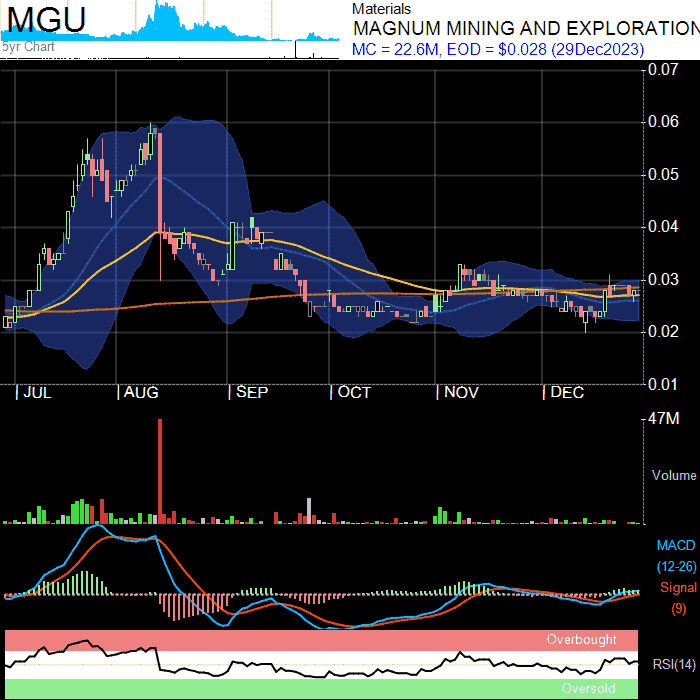 MGU
5yr Chart
Materials
MAGNUM MINING AND EXPLORATION
MC = 22.6M, EOD = $0.028 (29Dec2023)
0.07
0.06
0.05
0.04
0.03
0.02
0.01
JUL AUG SEP OCT NOV DEC
47M
Volume
MACD
(12-26)
Signal
(9)
Overbought
RSI(14)
Oversold